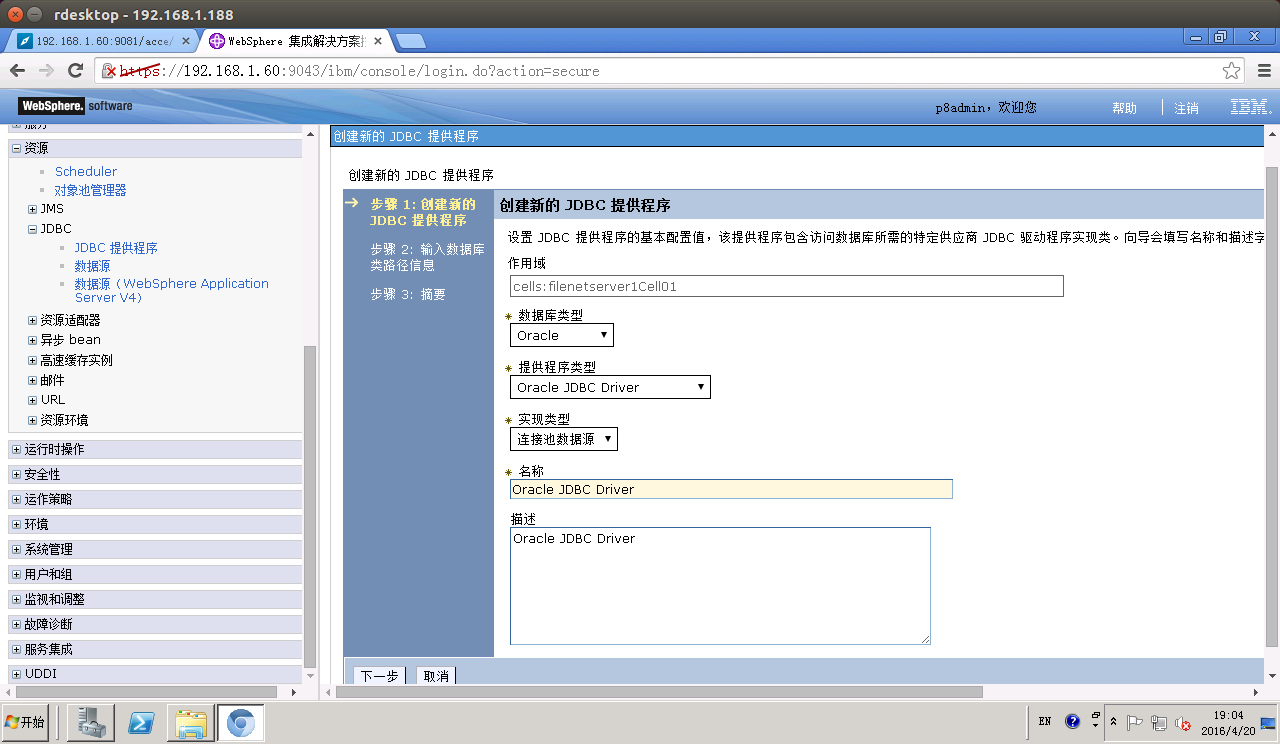 rdesktop - 192.168.1.188
192.168.1.60:9081/acce/
WebSphere 集成解决方案
https://192.168.1.60:9043/ibm/console/login.do?action=secure
WebSphere. software
p8admin，欢迎您
帮助
注销
IBM.
服务
资源
Scheduler
对象池管理器
JMS
JDBC
JDBC 提供程序
数据源
数据源（WebSphere Application
Server V4）
资源适配器
异步 bean
高速缓存实例
邮件
URL
资源环境
运行时操作
安全性
运作策略
环境
系统管理
用户和组
监视和调整
故障诊断
服务集成
UDDI
创建新的 JDBC 提供程序
创建新的 JDBC 提供程序
步骤 1: 创建新的
JDBC 提供程序
步骤 2: 输入数据库
类路径信息
步骤 3: 摘要
创建新的 JDBC 提供程序
设置 JDBC 提供程序的基本配置值，该提供程序包含访问数据库所需的特定供应商 JDBC 驱动程序实现类。向导会填写名称和描述字
作用域
cells:filenetserver1Cell01
* 数据库类型
Oracle
* 提供程序类型
Oracle JDBC Driver
* 实现类型
连接池数据源
* 名称
Oracle JDBC Driver
描述
Oracle JDBC Driver
下一步
取消
开始
EN
19:04
2016/4/20